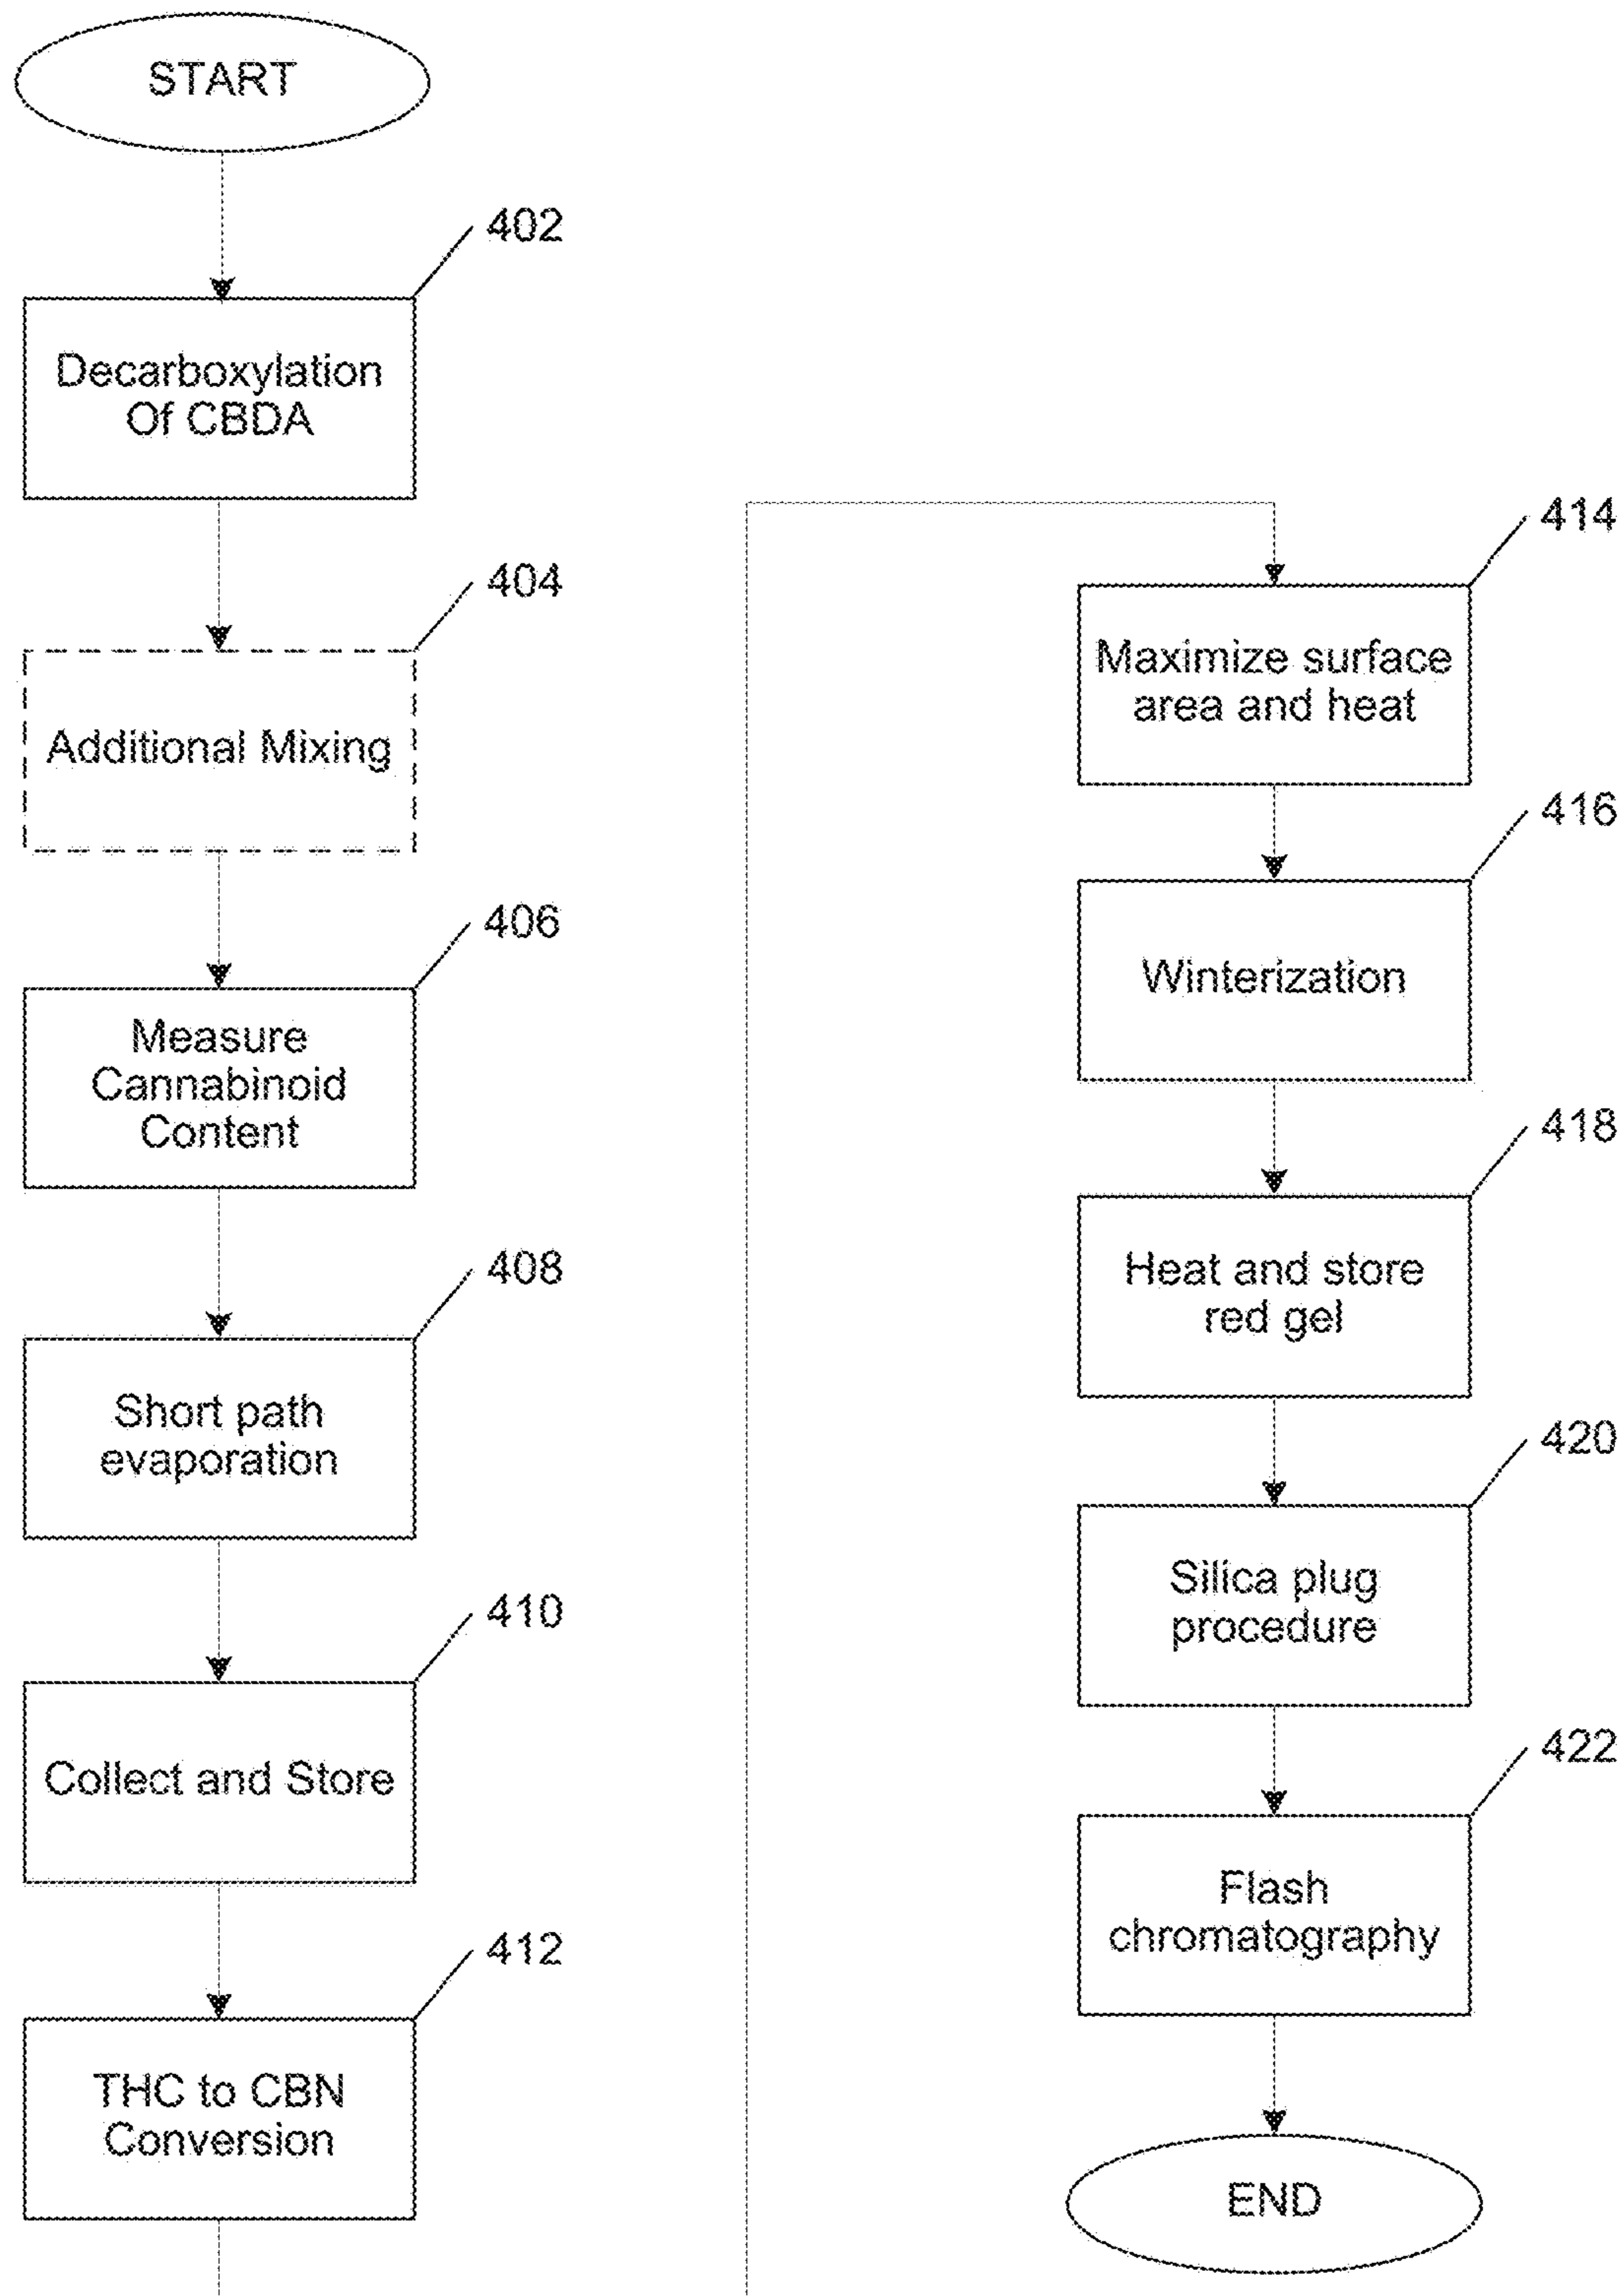 START
402
Decarboxylation
Of CBDA
404
Additional Mixing
406
Measure
Cannabinoid
Content
408
Short path
evaporation
410
Collect and Store
412
THC to CBN
Conversion
414
Maximize surface
area and heat
416
Winterization
418
Heat and store
red gel
420
Silica plug
procedure
422
Flash
chromatography
END